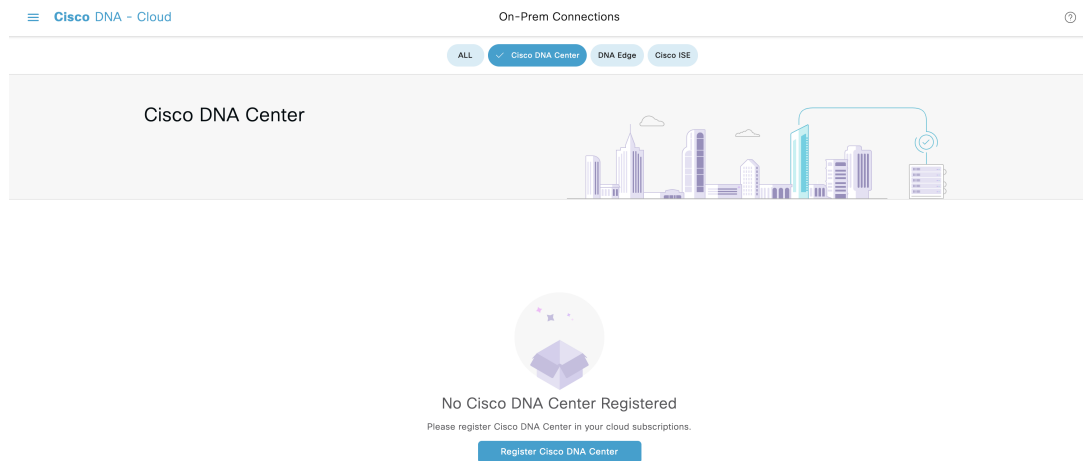 Cisco DNA - Cloud
On-Prem Connections
ALL
Cisco DNA Center
DNA Edge
Cisco ISE
Cisco DNA Center
No Cisco DNA Center Registered
Please register Cisco DNA Center in your cloud subscriptions.
Register Cisco DNA Center